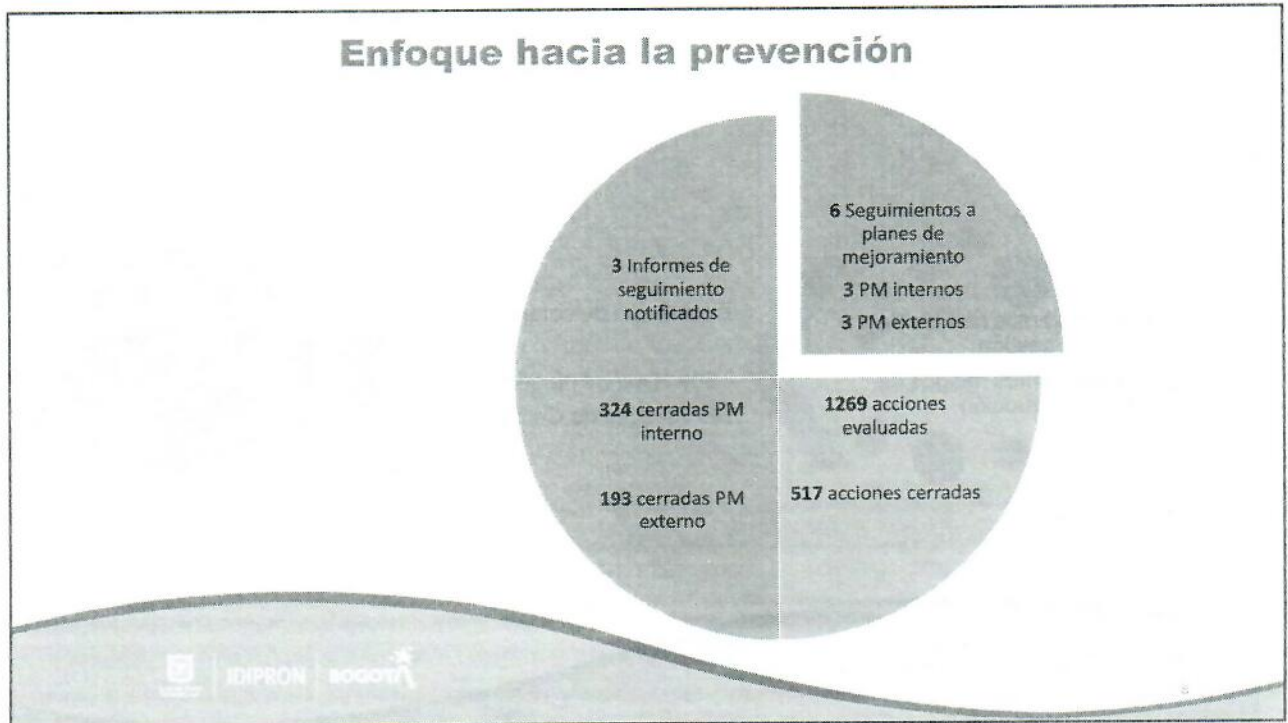 Enfoque hacia la prevención
6 Seguimientos a
planes de
mejoramiento
3 PM internos
3 PM externos
3 Informes de
seguimiento
notificados
324 cerradas PM
interno
193 cerradas PM
externo
1269 acciones
evaluadas
517 acciones cerradas
IDIPRON
BOGOTÁ